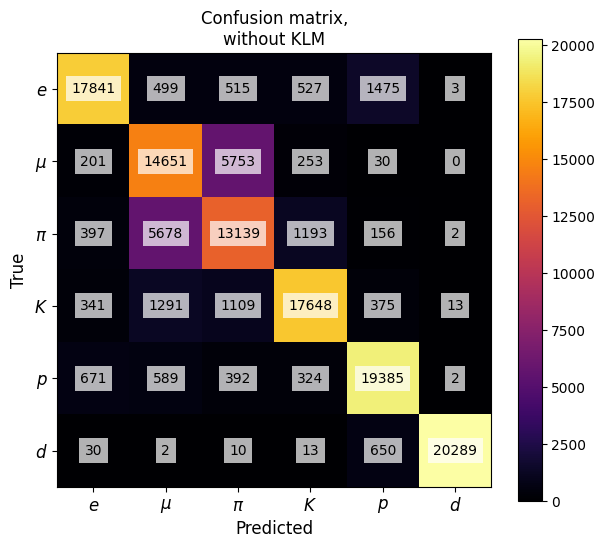 Confusion matrix,
without KLM
True
e 17841 499 515 527 1475 3
μ 201 14651 5753 253 30 0
π 397 5678 13139 1193 156 2
K 341 1291 1109 17648 375 13
p 671 589 392 324 19385 2
d 30 2 10 13 650 20289
e μ π K p d
Predicted
20000
17500
15000
12500
10000
7500
5000
2500
0